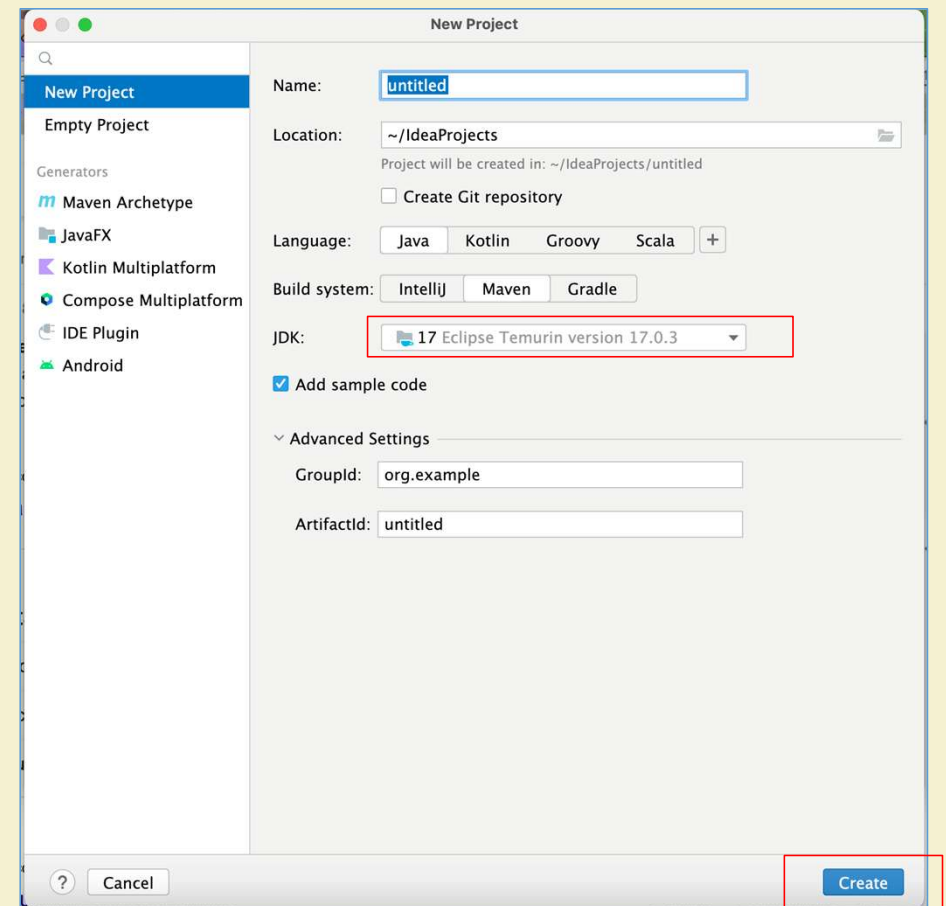 New Project
New Project
Empty Project
Generators
Maven Archetype
JavaFX
Kotlin Multiplatform
Compose Multiplatform
IDE Plugin
Android
Name: untitled
Location: ~/IdeaProjects
Project will be created in: ~/IdeaProjects/untitled
Create Git repository
Language: Java Kotlin Groovy Scala +
Build system: IntelliJ Maven Gradle
JDK: 17 Eclipse Temurin version 17.0.3
Add sample code
Advanced Settings
GroupId: org.example
ArtifactId: untitled
? Cancel Create